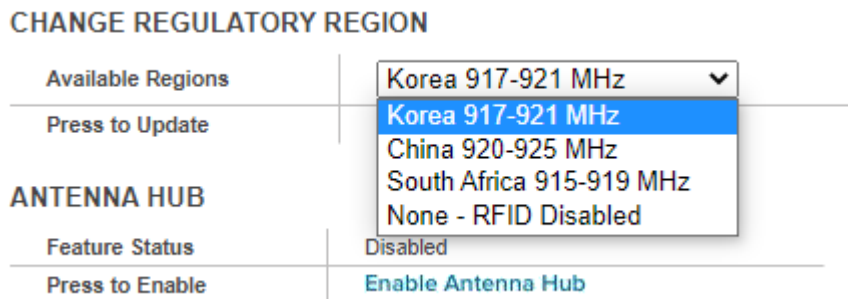 CHANGE REGULATORY REGION
Available Regions
Korea 917-921 MHz
Press to Update
Korea 917-921 MHz
China 920-925 MHz
South Africa 915-919 MHz
None - RFID Disabled
ANTENNA HUB
Feature Status
Disabled
Press to Enable
Enable Antenna Hub